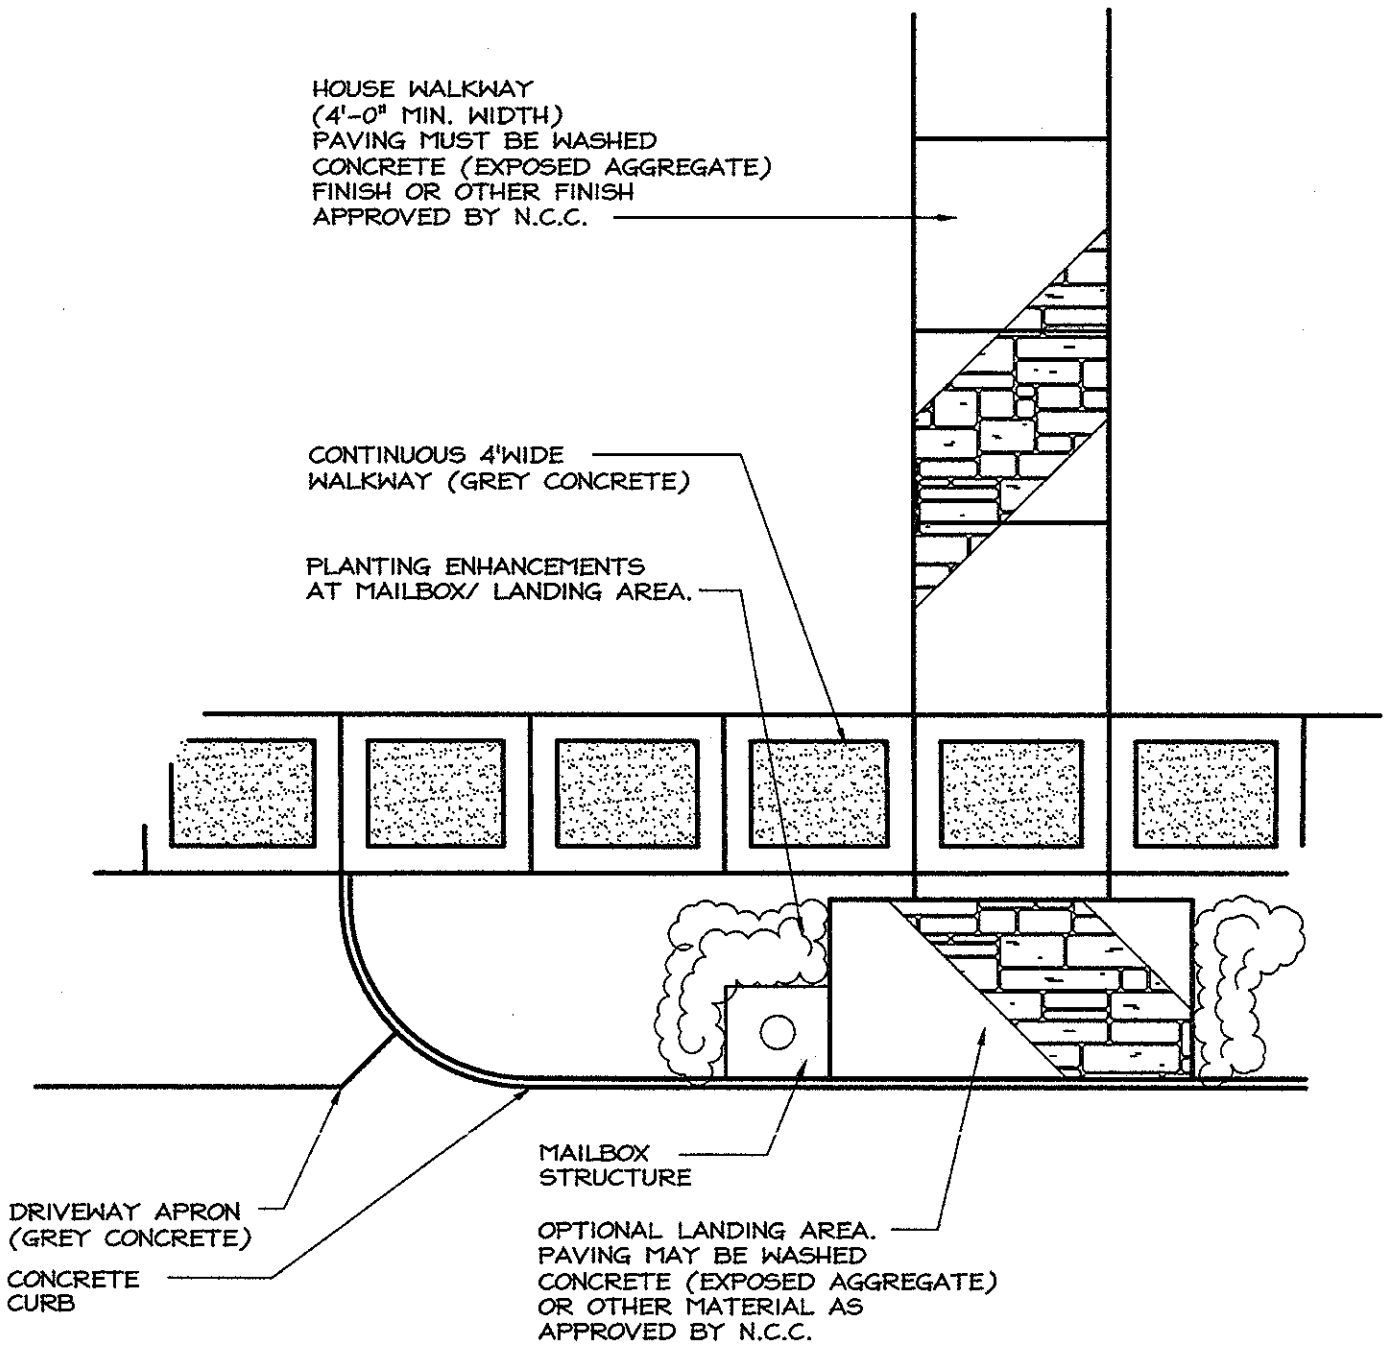 HOUSE WALKWAY
(4'-0" MIN. WIDTH)
PAVING MUST BE WASHED
CONCRETE (EXPOSED AGGREGATE)
FINISH OR OTHER FINISH
APPROVED BY N.C.C.
CONTINUOUS 4'WIDE
WALKWAY (GREY CONCRETE)
PLANTING ENHANCEMENTS
AT MAILBOX/ LANDING AREA.
MAILBOX
STRUCTURE
DRIVEWAY APRON
(GREY CONCRETE)
CONCRETE
CURB
OPTIONAL LANDING AREA.
PAVING MAY BE WASHED
CONCRETE (EXPOSED AGGREGATE)
OR OTHER MATERIAL AS
APPROVED BY N.C.C.